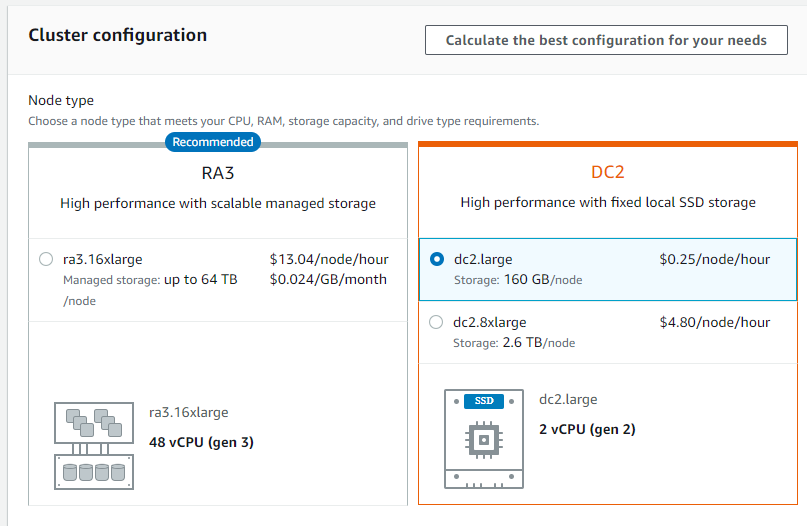 Cluster configuration
Calculate the best configuration for your needs
Node type
Choose a node type that meets your CPU, RAM, storage capacity, and drive type requirements.
Recommended
RA3
High performance with scalable managed storage
ra3.16xlarge
$13.04/node/hour
Managed storage: up to 64 TB
$0.024/GB/month
/node
ra3.16xlarge
48 vCPU (gen 3)
DC2
High performance with fixed local SSD storage
dc2.large
$0.25/node/hour
Storage: 160 GB/node
dc2.8xlarge
$4.80/node/hour
Storage: 2.6 TB/node
SSD
dc2.large
2 vCPU (gen 2)